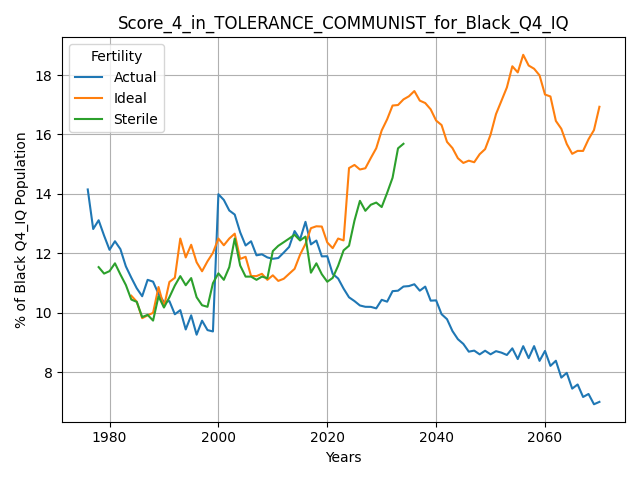 Score_4_in_TOLERANCE_COMMUNIST_for_Black_Q4_IQ
Fertility
Actual
Ideal
Sterile
% of Black Q4_IQ Population
18
16
14
12
10
8
1980
2000
2020
2040
2060
Years